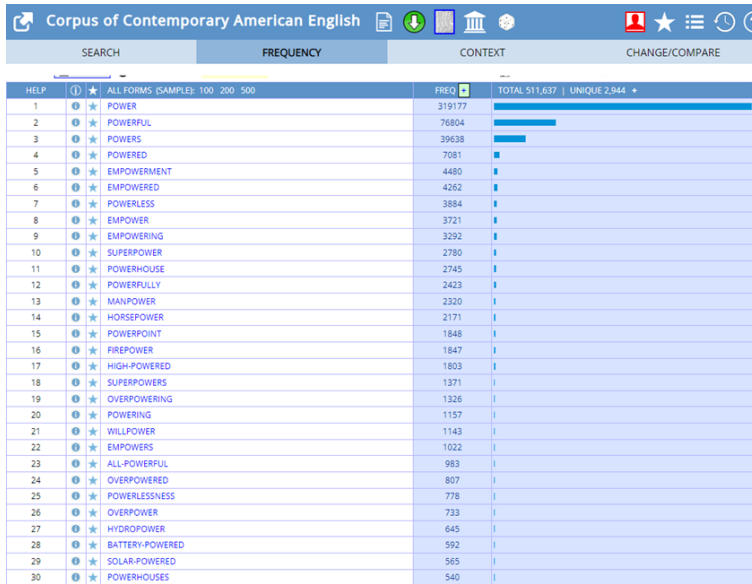 Corpus of Contemporary American English
SEARCH FREQUENCY CONTEXT CHANGE/COMPARE
HELP ALL FORMS (SAMPLE): 100 200 500 FREQ + TOTAL 511,637 | UNIQUE 2,944 +
1 POWER 319177
2 POWERFUL 76804
3 POWERS 39638
4 POWERED 7081
5 EMPOWERMENT 4480
6 EMPOWERED 4262
7 POWERLESS 3884
8 EMPOWER 3721
9 EMPOWERING 3292
10 SUPERPOWER 2780
11 POWERHOUSE 2745
12 POWERFULLY 2423
13 MANPOWER 2320
14 HORSEPOWER 2171
15 POWERPOINT 1848
16 FIREPOWER 1847
17 HIGH-POWERED 1803
18 SUPERPOWERS 1371
19 OVERPOWERING 1326
20 POWERING 1157
21 WILLPOWER 1143
22 EMPOWERS 1022
23 ALL-POWERFUL 983
24 OVERPOWERED 807
25 POWERLESSNESS 778
26 OVERPOWER 733
27 HYDROPOWER 645
28 BATTERY-POWERED 592
29 SOLAR-POWERED 565
30 POWERHOUSES 540